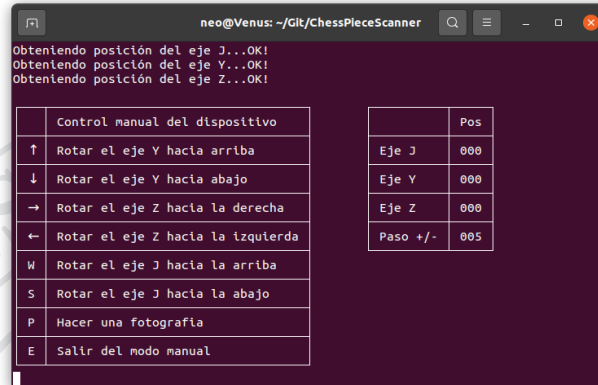 neo@Venus: ~/Git/ChessPieceScanner
Obteniendo posición del eje J...OK!
Obteniendo posición del eje Y...OK!
Obteniendo posición del eje Z...OK!
Control manual del dispositivo
↑ Rotar el eje Y hacia arriba
↓ Rotar el eje Y hacia abajo
→ Rotar el eje Z hacia la derecha
← Rotar el eje Z hacia la izquierda
W Rotar el eje J hacia la arriba
S Rotar el eje J hacia la abajo
P Hacer una fotografia
E Salir del modo manual
Pos
Eje J 000
Eje Y 000
Eje Z 000
Paso +/- 005